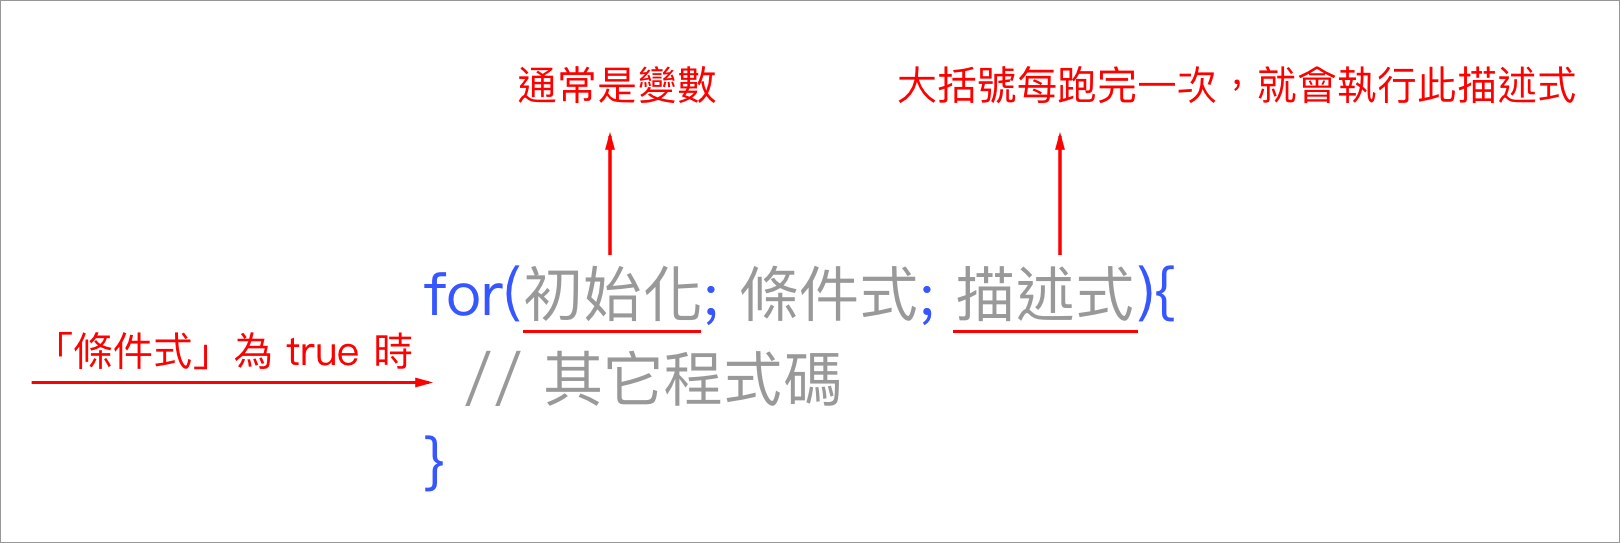 通常是變數
大括號每跑完一次，就會執行此描述式
for(初始化; 條件式; 描述式){
「條件式」為 true 時
// 其它程式碼
}